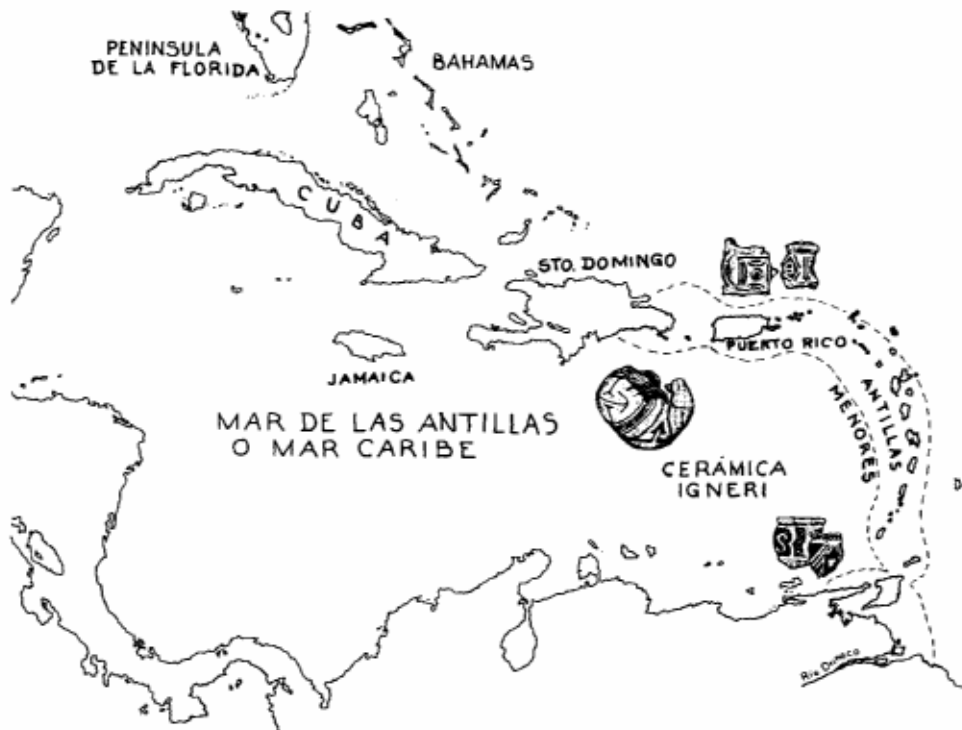 PENINSULA
DE LA FLORIDA
BAHAMAS
CUBA
STO. DOMINGO
PUERTO RICO
JAMAICA
ANTILLAS
MENORES
MAR DE LAS ANTILLAS
O MAR CARIBE
CERÁMICA
IGNERI
D
Río Orinoco